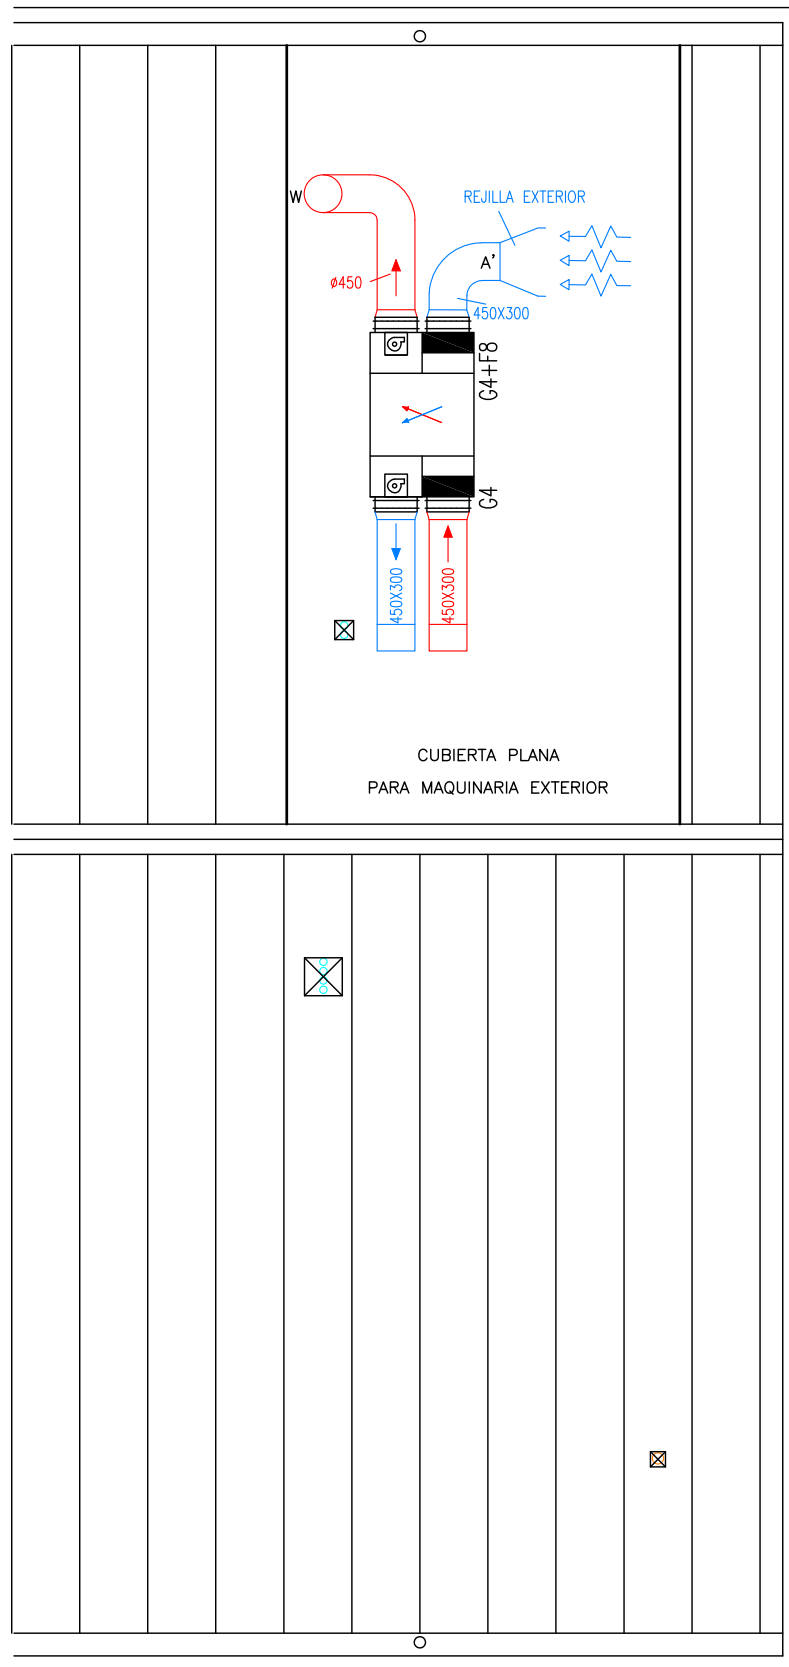 W
REJILLA EXTERIOR
A'
ø450
450X300
G4+F8
G4
450X300
450X300
CUBIERTA PLANA
PARA MAQUINARIA EXTERIOR